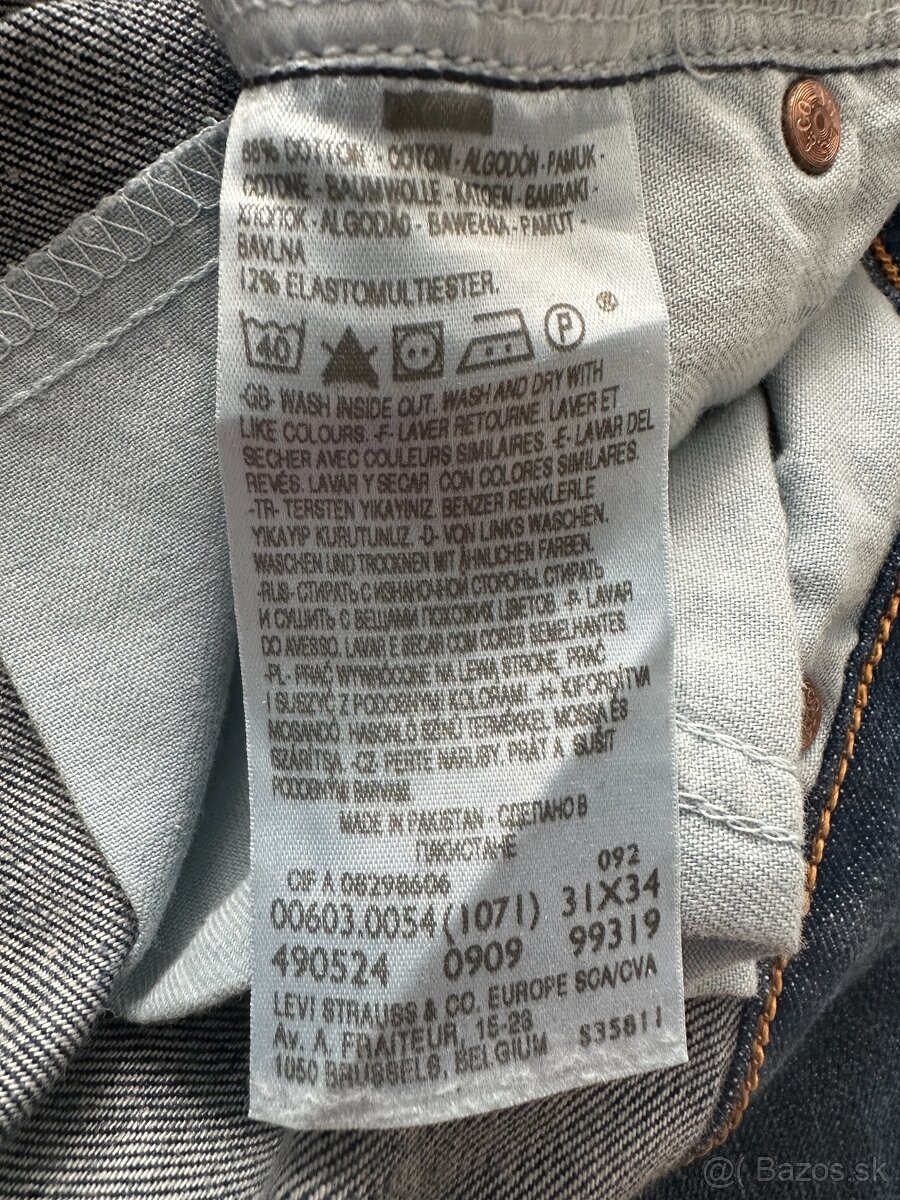 88% COTTON - COTON - ALGODÓN - PAMUK -
COTONE - BAUMWOLLE - KATOEN - BAMBAKI -
ХЛОПОК - ALGODÃO - BAWEŁNA - PAMUT -
BAVLNA
12% ELASTOMULTIESTER.
40 P ®
-GB- WASH INSIDE OUT. WASH AND DRY WITH
LIKE COLOURS. -F- LAVER RETOURNE. LAVER ET
SECHER AVEC COULEURS SIMILAIRES. -E- LAVAR DEL
REVÉS. LAVAR Y SECAR CON COLORES SIMILARES.
-TR- TERSTEN YIKAYINIZ. BENZER RENKLERLE
YIKAYIP KURUTUNUZ. -D- VON LINKS WASCHEN.
WASCHEN UND TROCKNEN MIT ÄHNLICHEN FARBEN.
-RUS- СТИРАТЬ С ИЗНАНОЧНОЙ СТОРОНЫ. СТИРАТЬ
И СУШИТЬ С ВЕЩАМИ ПОХОЖИХ ЦВЕТОВ. -P- LAVAR
DO AVESSO. LAVAR E SECAR COM CORES SEMELHANTES
-PL- PRAĆ WYWRÓCONE NA LEWĄ STRONĘ, PRAĆ
I SUSZYĆ Z PODOBNYMI KOLORAMI. -H- KIFORDÍTVA
MOSANDÓ. HASONLÓ SZÍNŰ TERMÉKKEL MOSSA ÉS
SZÁRÍTSA. -CZ- PERTE NARUBY. PRÁT A SUŠIT
PODOBNÝMI BARVAMI.
MADE IN PAKISTAN - СДЕЛАНО В
ПАКИСТАНЕ
CIF A 08298606 092
00603.0054 (1071) 31X34
490524 0909 99319
LEVI STRAUSS & CO. EUROPE SCA/CVA
Av. A. FRAITEUR, 15-23 535811
1050 BRUSSELS, BELGIUM
@( Bazos.sk